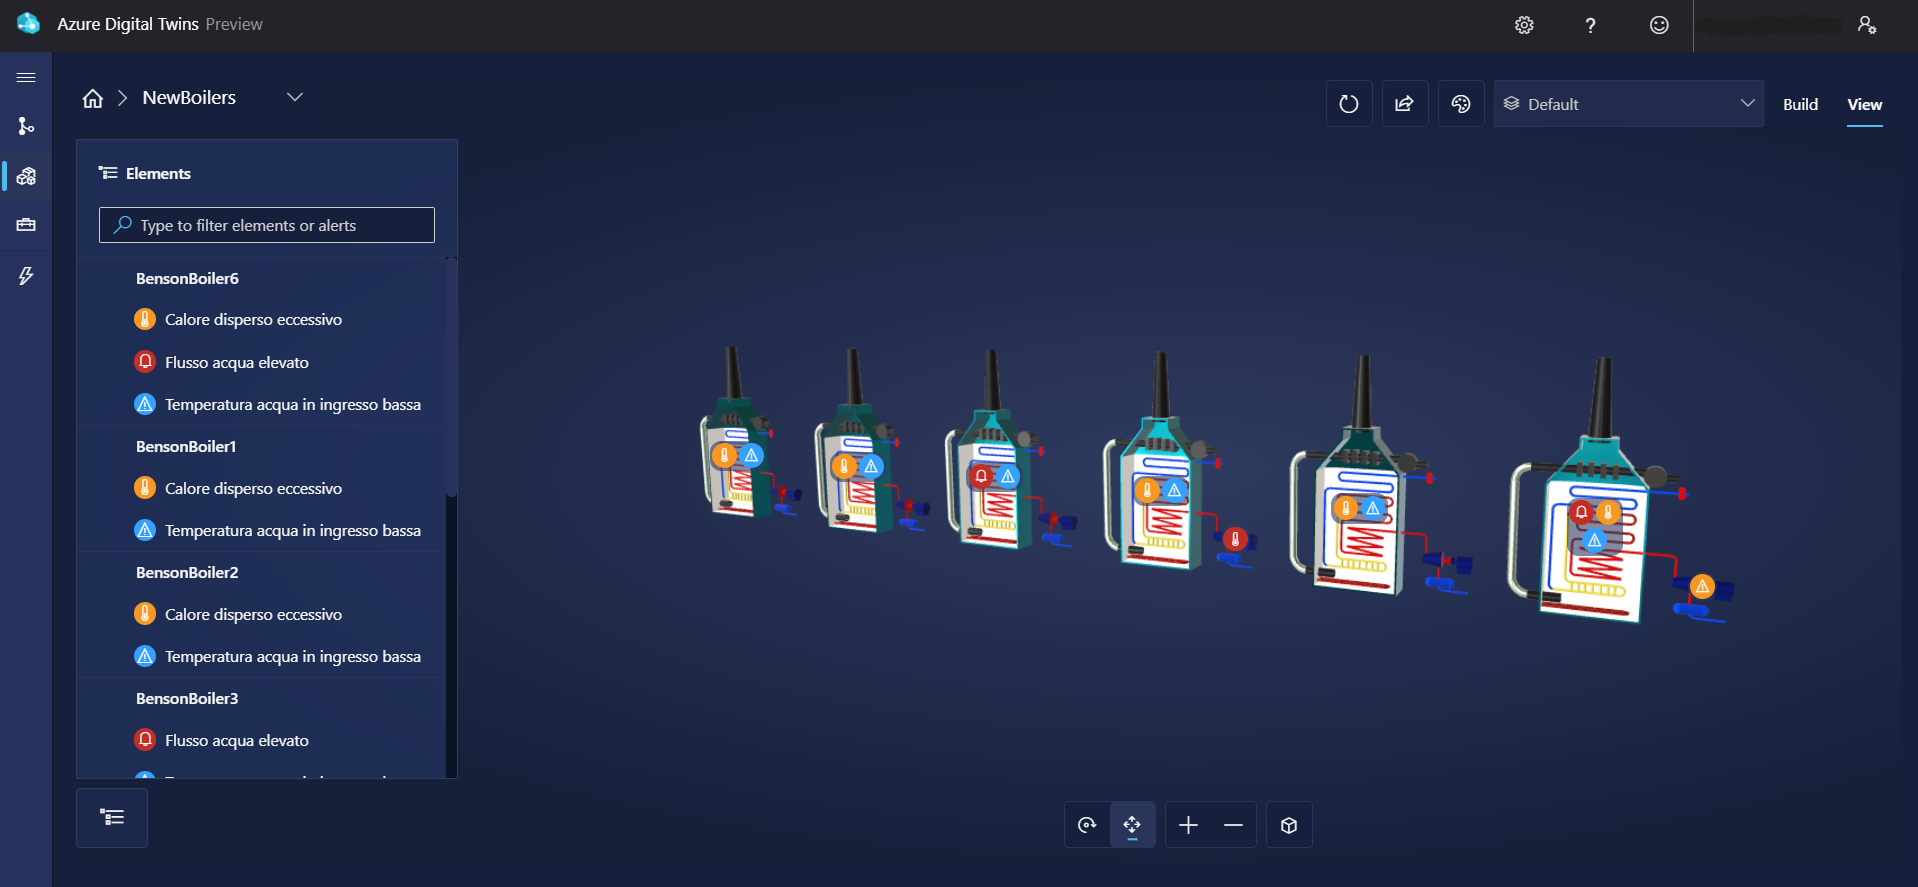 Azure Digital Twins Preview
NewBoilers
Default
Build
View
Elements
Type to filter elements or alerts
BensonBoiler6
Calore disperso eccessivo
Flusso acqua elevato
Temperatura acqua in ingresso bassa
BensonBoiler1
Calore disperso eccessivo
Temperatura acqua in ingresso bassa
BensonBoiler2
Calore disperso eccessivo
Temperatura acqua in ingresso bassa
BensonBoiler3
Flusso acqua elevato